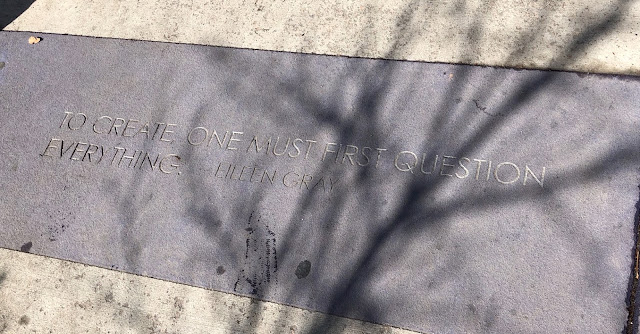 TO CREATE, ONE MUST FIRST QUESTION
EVERYTHING. —EILEEN GRAY